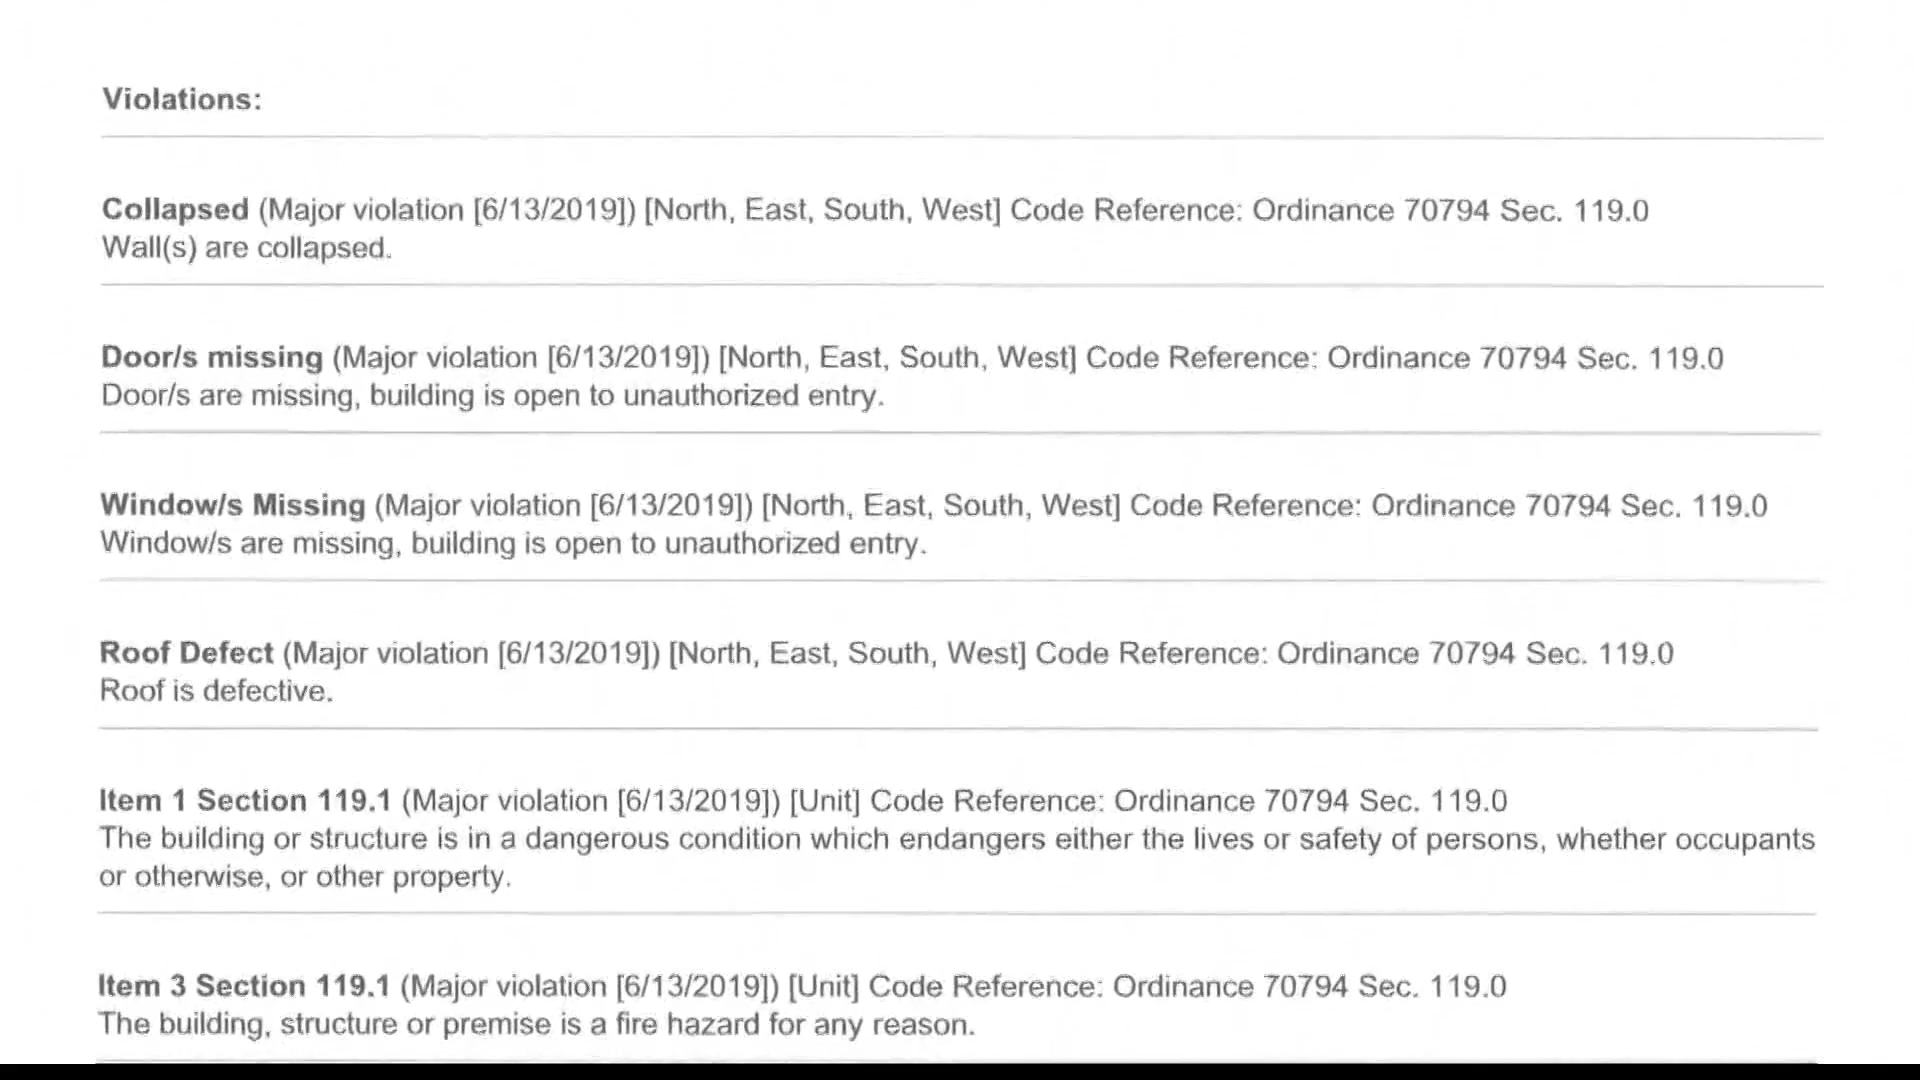 Violations:
Collapsed (Major violation [6/13/2019]) [North, East, South, West] Code Reference: Ordinance 70794 Sec. 119.0
Wall(s) are collapsed.
Door/s missing (Major violation [6/13/2019]) [North, East, South, West] Code Reference: Ordinance 70794 Sec. 119.0
Door/s are missing, building is open to unauthorized entry.
Window/s Missing (Major violation [6/13/2019]) [North, East, South, West] Code Reference: Ordinance 70794 Sec. 119.0
Window/s are missing, building is open to unauthorized entry.
Roof Defect (Major violation [6/13/2019]) [North, East, South, West] Code Reference: Ordinance 70794 Sec. 119.0
Roof is defective.
Item 1 Section 119.1 (Major violation [6/13/2019]) [Unit] Code Reference: Ordinance 70794 Sec. 119.0
The building or structure is in a dangerous condition which endangers either the lives or safety of persons, whether occupants
or otherwise, or other property.
Item 3 Section 119.1 (Major violation [6/13/2019]) [Unit] Code Reference: Ordinance 70794 Sec. 119.0
The building, structure or premise is a fire hazard for any reason.